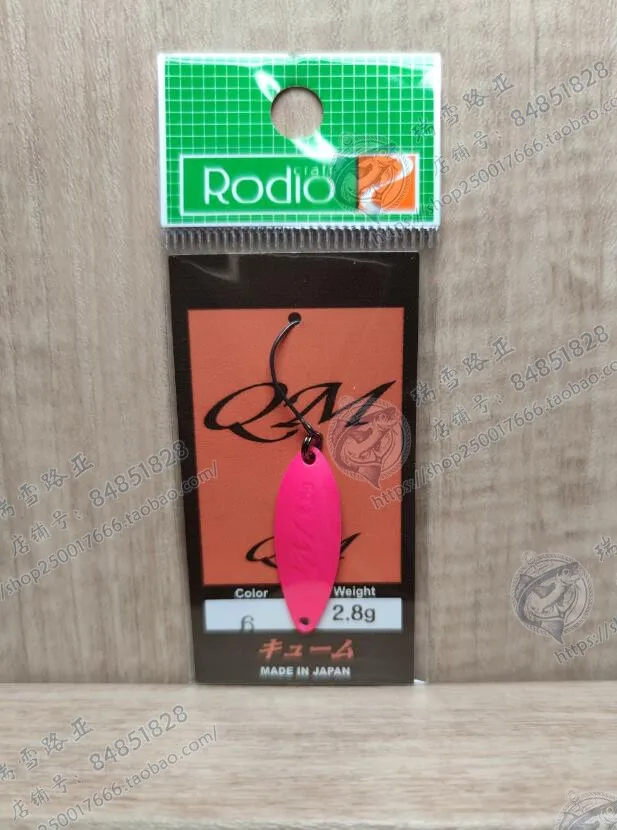 craft
Rodio
QM
QM
Color
Weight
6
2.8g
キューム
MADE IN JAPAN
瑞雪路亚
店铺号：84851828
https://shop250017666.taobao.com/